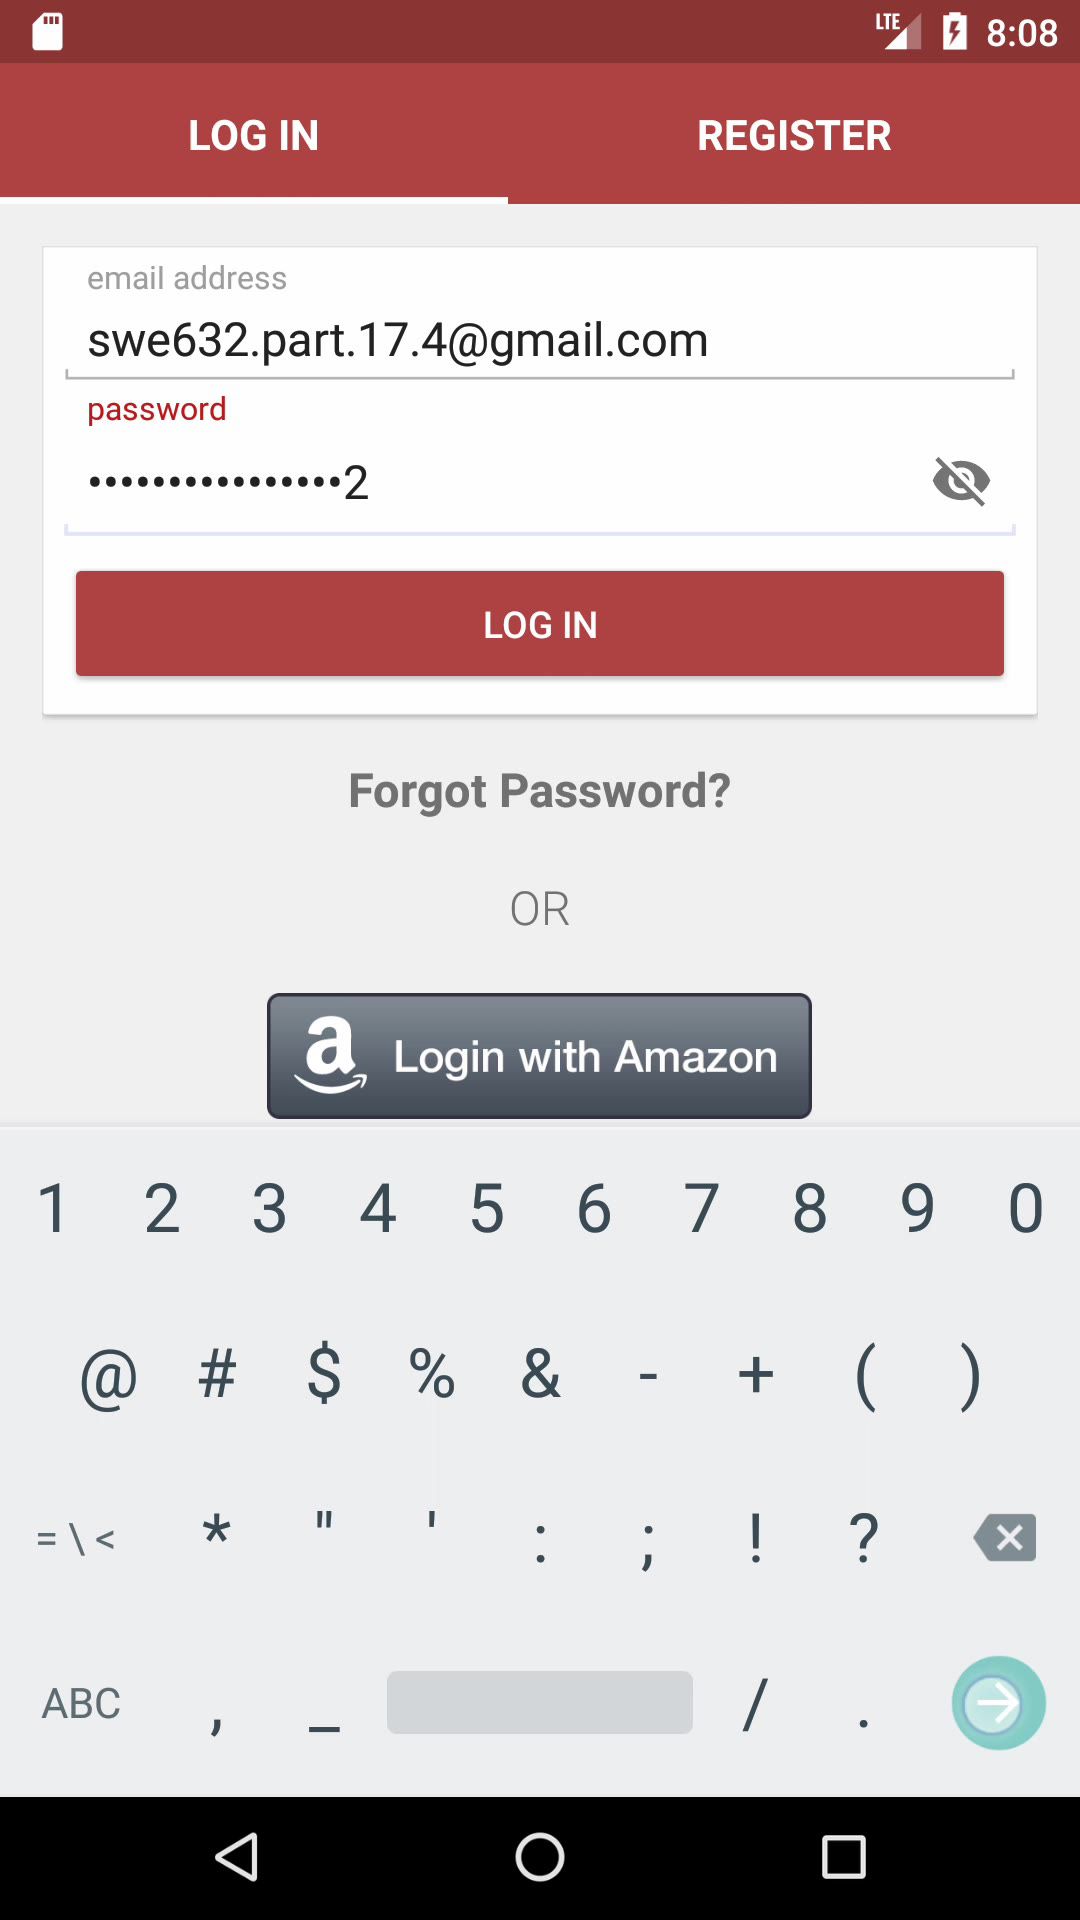 LTE 8:08
LOG IN REGISTER
email address
swe632.part.17.4@gmail.com
password
••••••••••••••••2
LOG IN
Forgot Password?
OR
a Login with Amazon
1 2 3 4 5 6 7 8 9 0
@ # $ % & - + ( )
= \ < * " ' : ; ! ?
ABC , _ / .